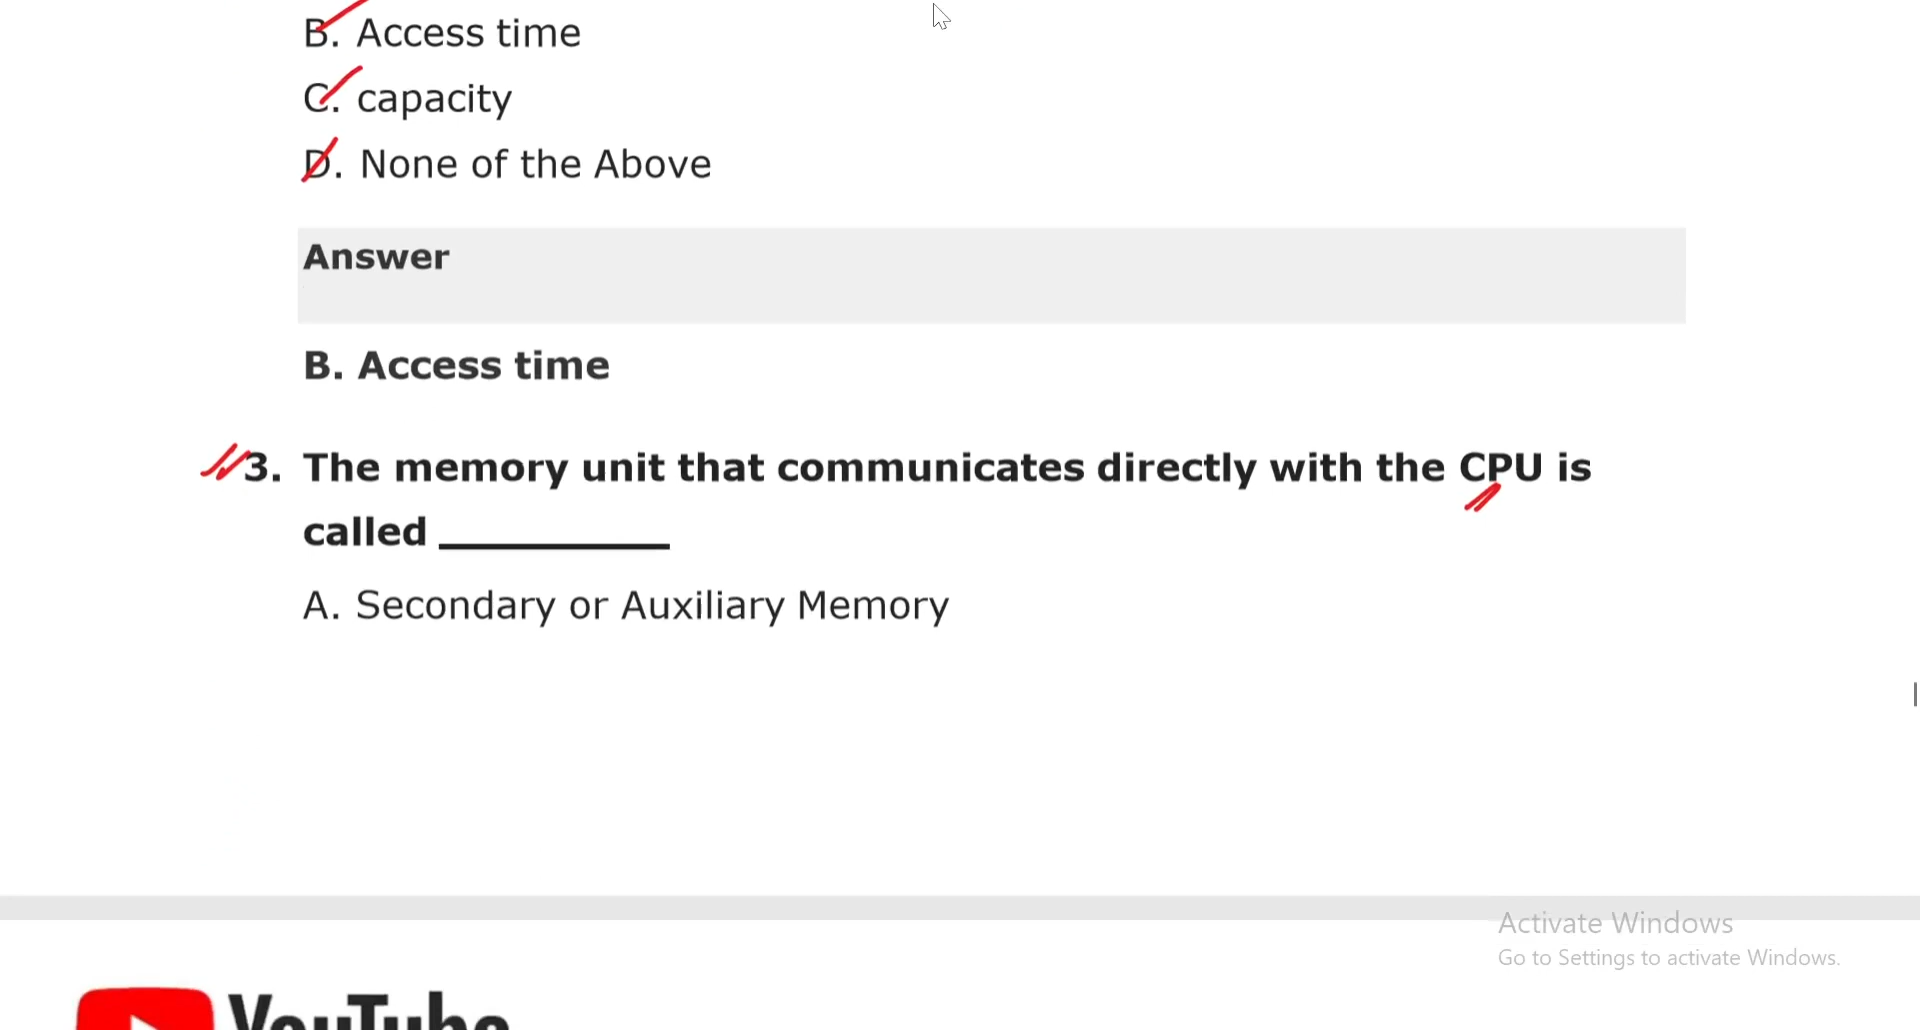 B. Access time
C. capacity
D. None of the Above
Answer
B. Access time
3. The memory unit that communicates directly with the CPU is
called __________
A. Secondary or Auxiliary Memory
Activate Windows
Go to Settings to activate Windows.
YouTube